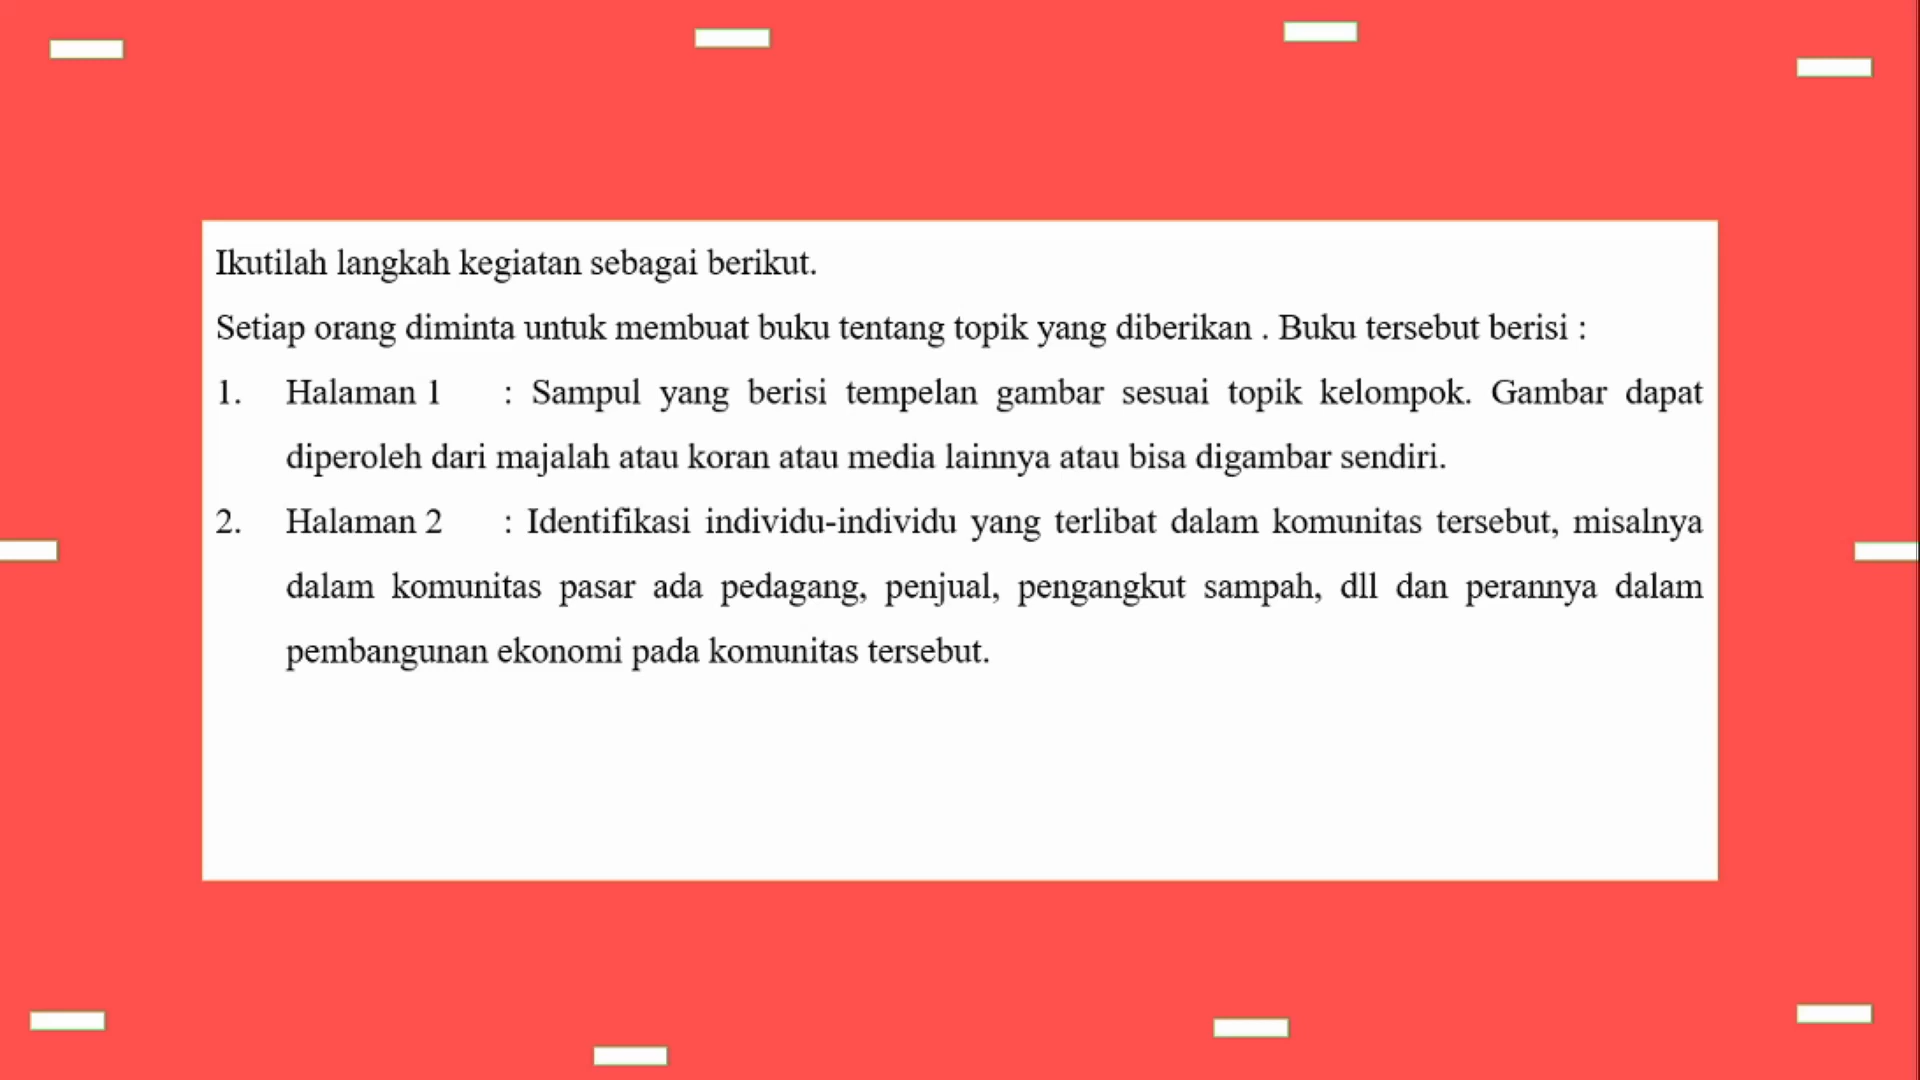 Ikutilah langkah kegiatan sebagai berikut.
Setiap orang diminta untuk membuat buku tentang topik yang diberikan . Buku tersebut berisi :
1. Halaman 1 : Sampul yang berisi tempelan gambar sesuai topik kelompok. Gambar dapat
diperoleh dari majalah atau koran atau media lainnya atau bisa digambar sendiri.
2. Halaman 2 : Identifikasi individu-individu yang terlibat dalam komunitas tersebut, misalnya
dalam komunitas pasar ada pedagang, penjual, pengangkut sampah, dll dan perannya dalam
pembangunan ekonomi pada komunitas tersebut.